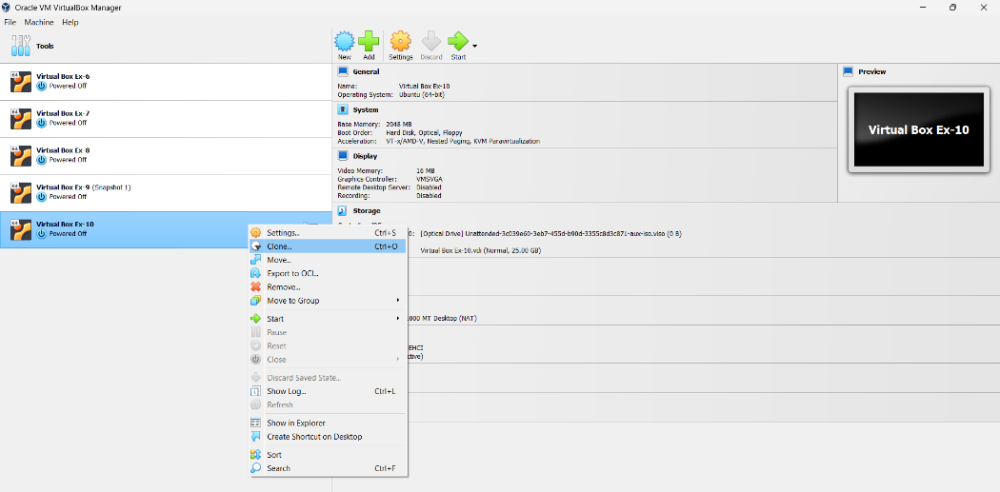 Oracle VM VirtualBox Manager
File Machine Help
Tools
New Add Settings Discard Start
Virtual Box Ex-6
Powered Off
Virtual Box Ex-7
Powered Off
Virtual Box Ex-8
Powered Off
Virtual Box Ex-9 (Snapshot 1)
Powered Off
Virtual Box Ex-10
Powered Off
General
Name: Virtual Box Ex-10
Operating System: Ubuntu (64-bit)
System
Base Memory: 2048 MB
Boot Order: Hard Disk, Optical, Floppy
Acceleration: VT-x/AMD-V, Nested Paging, KVM Paravirtualization
Display
Video Memory: 16 MB
Graphics Controller: VMSVGA
Remote Desktop Server: Disabled
Recording: Disabled
Storage
0: [Optical Drive] Unattended-3c039e60-3eb7-455d-b90d-3355c8d3c871-aux-iso.viso (0 B)
Virtual Box Ex-10.vdi (Normal, 25.00 GB)
000 MT Desktop (NAT)
EHCI
ctive)
Preview
Virtual Box Ex-10
Settings... Ctrl+S
Clone... Ctrl+O
Move...
Export to OCI...
Remove...
Move to Group
Start
Pause
Reset
Close
Discard Saved State...
Show Log... Ctrl+L
Refresh
Show in Explorer
Create Shortcut on Desktop
Sort
Search Ctrl+F